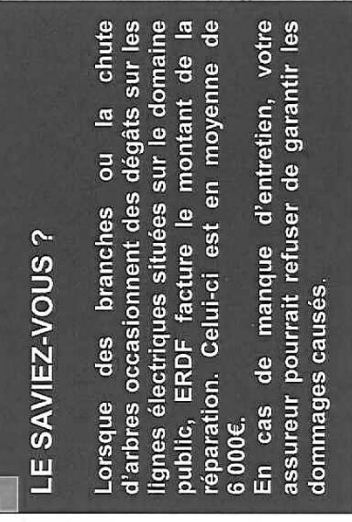 LE SAVIEZ-VOUS ?
Lorsque des branches ou la chute
d'arbres occasionnent des dégâts sur les
lignes électriques situées sur le domaine
public, ERDF facture le montant de la
réparation. Celui-ci est en moyenne de
6 000€.
En cas de manque d'entretien, votre
assureur pourrait refuser de garantir les
dommages causés.